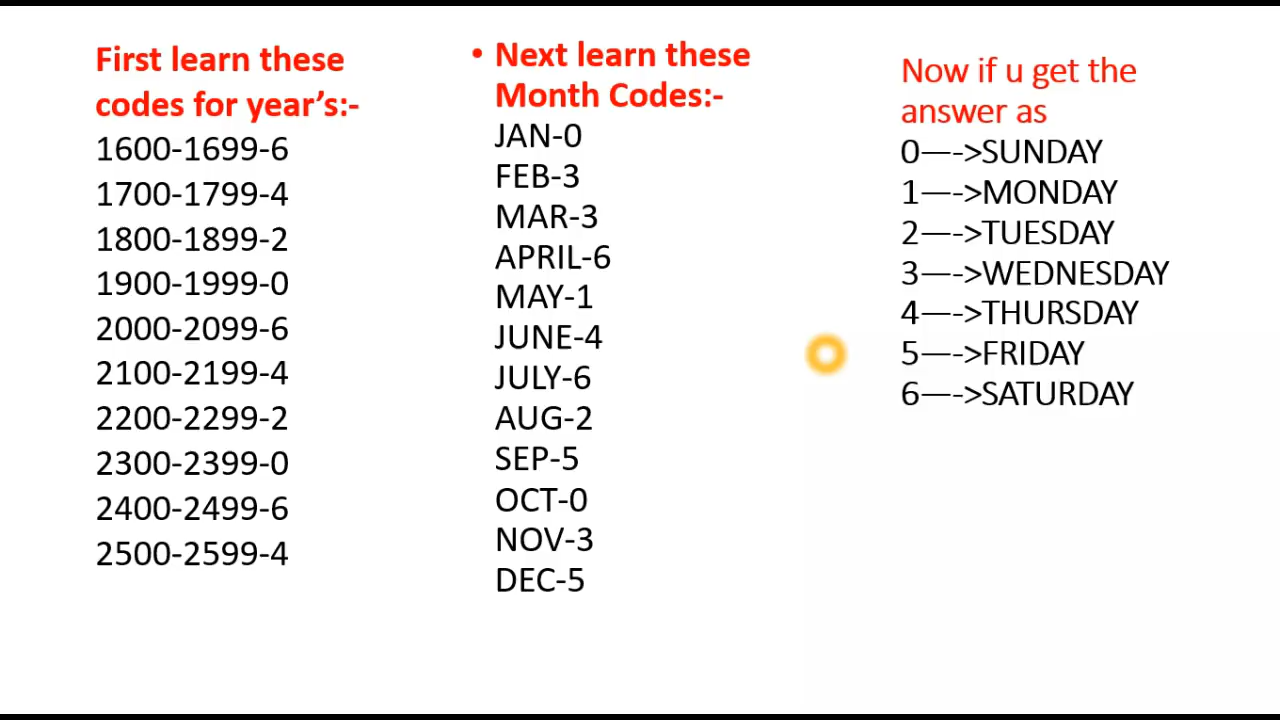 First learn these
codes for year’s:-
1600-1699-6
1700-1799-4
1800-1899-2
1900-1999-0
2000-2099-6
2100-2199-4
2200-2299-2
2300-2399-0
2400-2499-6
2500-2599-4
• Next learn these
Month Codes:-
JAN-0
FEB-3
MAR-3
APRIL-6
MAY-1
JUNE-4
JULY-6
AUG-2
SEP-5
OCT-0
NOV-3
DEC-5
Now if u get the
answer as
0—->SUNDAY
1—->MONDAY
2—->TUESDAY
3—->WEDNESDAY
4—->THURSDAY
5—->FRIDAY
6—->SATURDAY